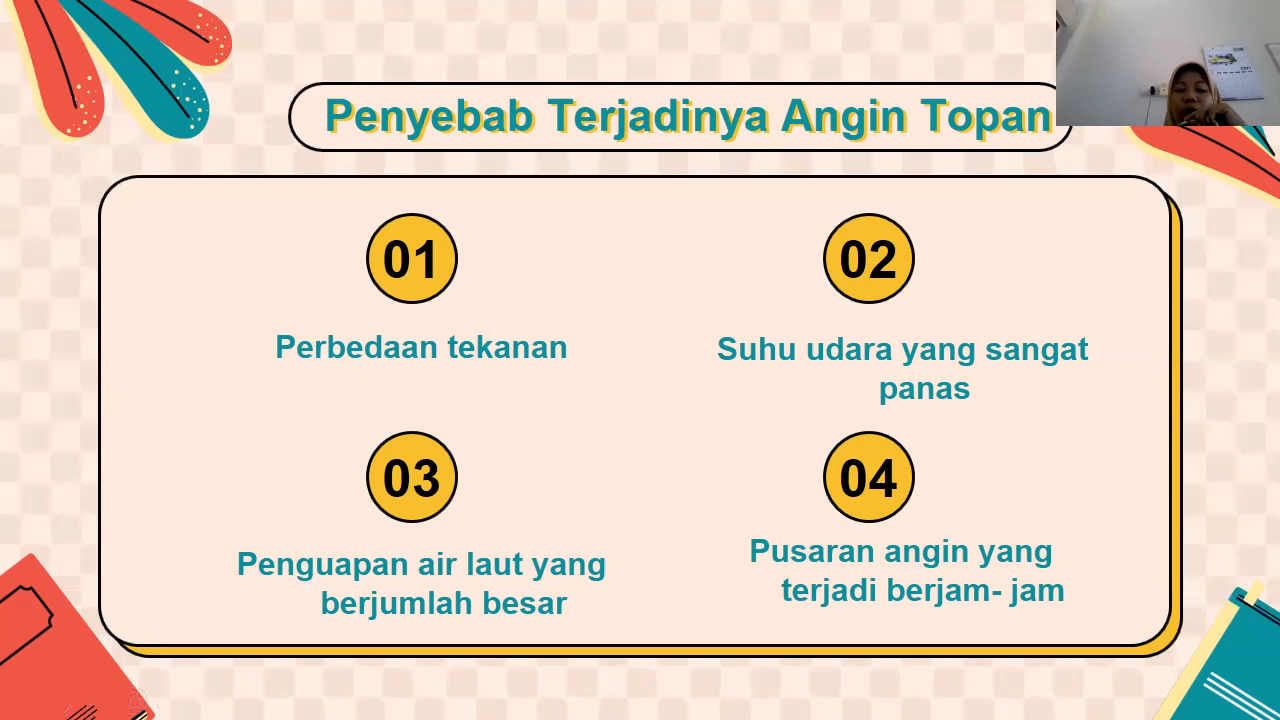 Penyebab Terjadinya Angin Topan
01
Perbedaan tekanan
02
Suhu udara yang sangat
panas
03
Penguapan air laut yang
berjumlah besar
04
Pusaran angin yang
terjadi berjam- jam